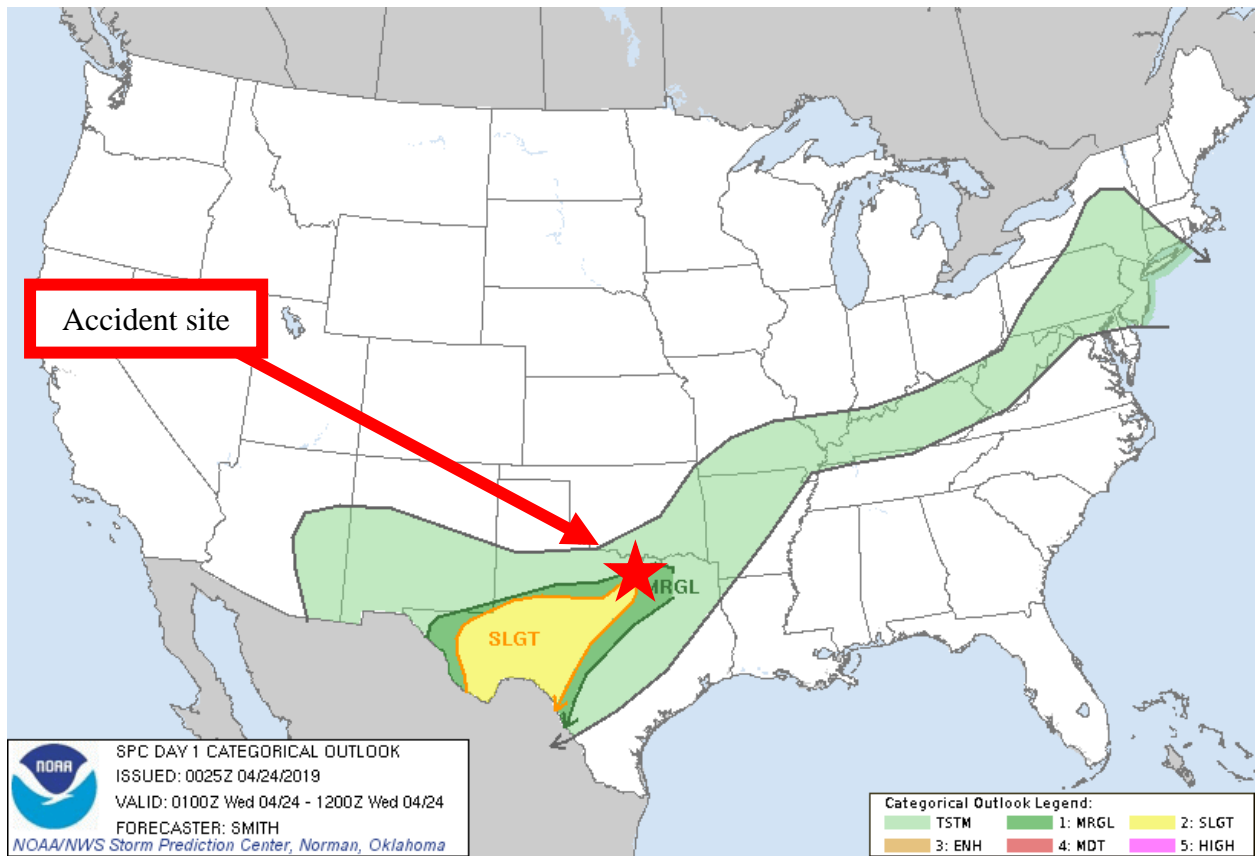 Accident site
MRGL
SLGT
NOAA
SPC DAY 1 CATEGORICAL OUTLOOK
ISSUED: 0025Z 04/24/2019
VALID: 0100Z Wed 04/24 - 1200Z Wed 04/24
FORECASTER: SMITH
NOAA/NWS Storm Prediction Center, Norman, Oklahoma
Categorical Outlook Legend:
TSTM 1: MRGL 2: SLGT
3: ENH 4: MDT 5: HIGH